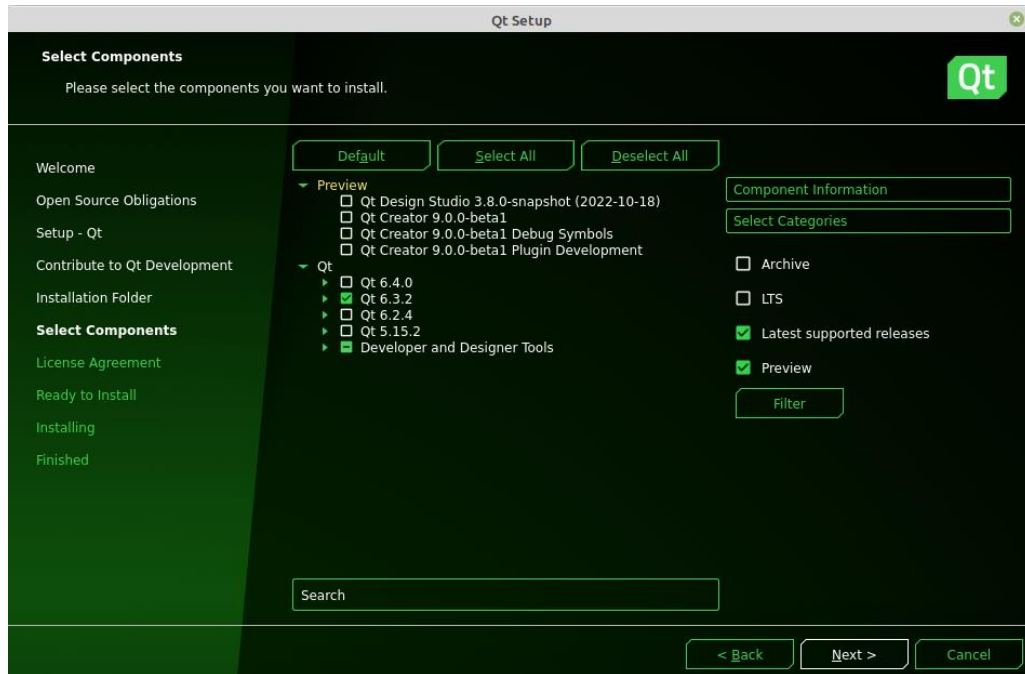 Qt Setup
Select Components
Please select the components you want to install.
Qt
Welcome
Open Source Obligations
Setup - Qt
Contribute to Qt Development
Installation Folder
Select Components
License Agreement
Ready to Install
Installing
Finished
Default
Select All
Deselect All
Preview
Qt Design Studio 3.8.0-snapshot (2022-10-18)
Qt Creator 9.0.0-beta1
Qt Creator 9.0.0-beta1 Debug Symbols
Qt Creator 9.0.0-beta1 Plugin Development
Qt
Qt 6.4.0
Qt 6.3.2
Qt 6.2.4
Qt 5.15.2
Developer and Designer Tools
Search
Component Information
Select Categories
Archive
LTS
Latest supported releases
Preview
Filter
< Back
Next >
Cancel